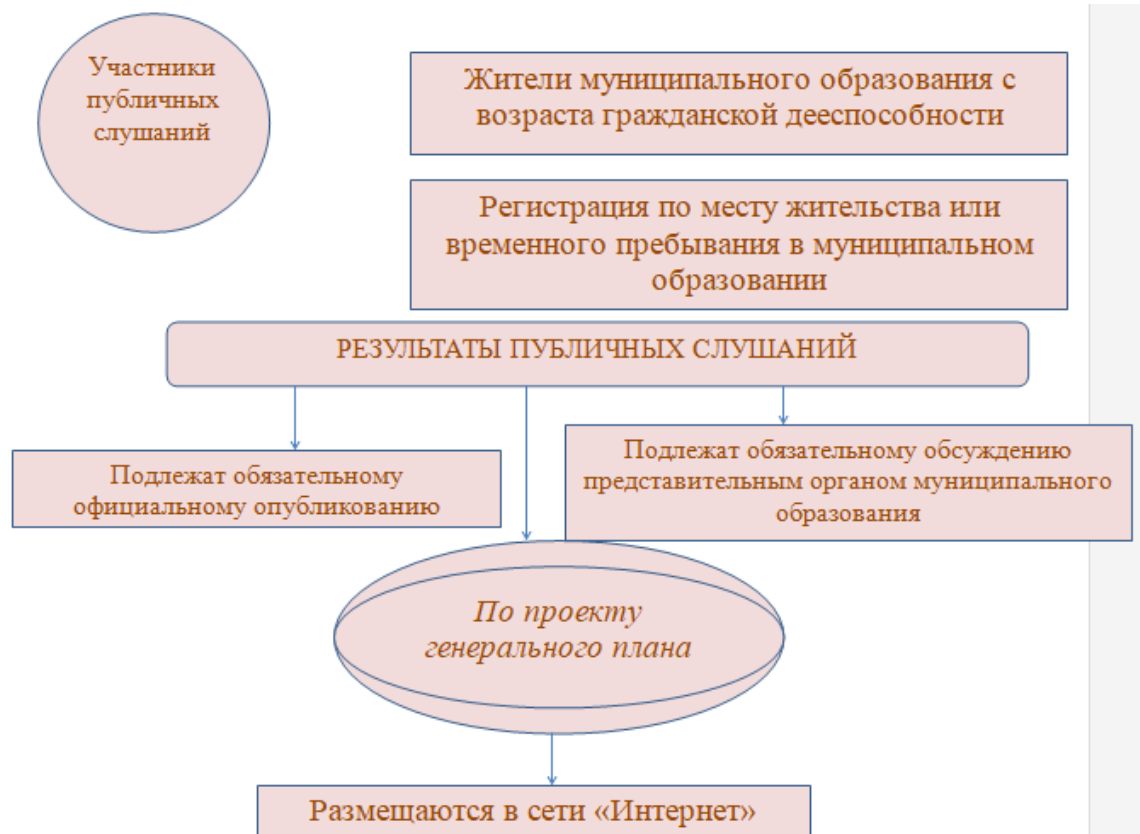 Участники
публичных
слушаний
Жители муниципального образования с
возраста гражданской дееспособности
Регистрация по месту жительства или
временного пребывания в муниципальном
образовании
РЕЗУЛЬТАТЫ ПУБЛИЧНЫХ СЛУШАНИЙ
Подлежат обязательному
официальному опубликованию
Подлежат обязательному обсуждению
представительным органом муниципального
образования
По проекту
генерального плана
Размещаются в сети «Интернет»